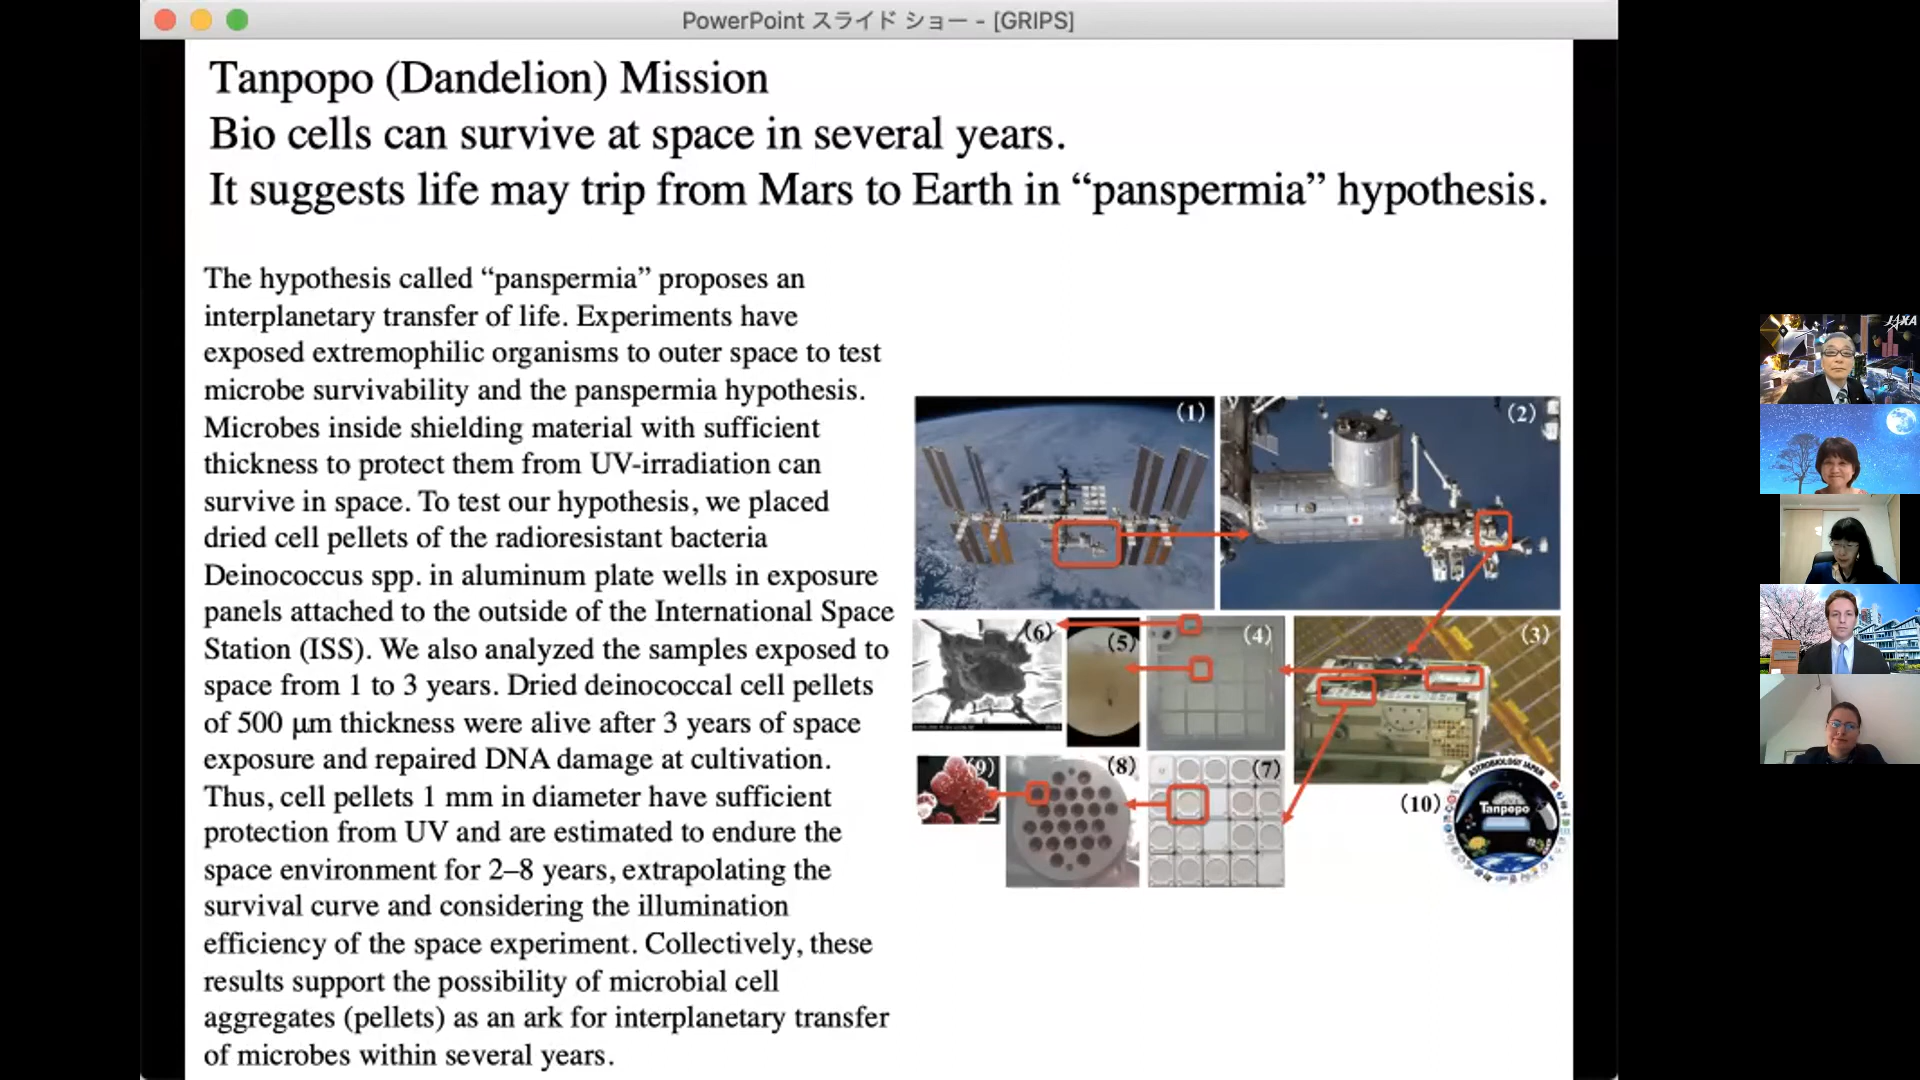 PowerPoint スライド ショー - [GRIPS]
Tanpopo (Dandelion) Mission
Bio cells can survive at space in several years.
It suggests life may trip from Mars to Earth in “panspermia” hypothesis.
The hypothesis called “panspermia” proposes an
interplanetary transfer of life. Experiments have
exposed extremophilic organisms to outer space to test
microbe survivability and the panspermia hypothesis.
Microbes inside shielding material with sufficient
thickness to protect them from UV-irradiation can
survive in space. To test our hypothesis, we placed
dried cell pellets of the radioresistant bacteria
Deinococcus spp. in aluminum plate wells in exposure
panels attached to the outside of the International Space
Station (ISS). We also analyzed the samples exposed to
space from 1 to 3 years. Dried deinococcal cell pellets
of 500 μm thickness were alive after 3 years of space
exposure and repaired DNA damage at cultivation.
Thus, cell pellets 1 mm in diameter have sufficient
protection from UV and are estimated to endure the
space environment for 2–8 years, extrapolating the
survival curve and considering the illumination
efficiency of the space experiment. Collectively, these
results support the possibility of microbial cell
aggregates (pellets) as an ark for interplanetary transfer
of microbes within several years.
(1)
(2)
(6)
(5)
(4)
(3)
(9)
(8)
(7)
(10)
ASTROBIOLOGY JAPAN
Tanpopo
JAXA